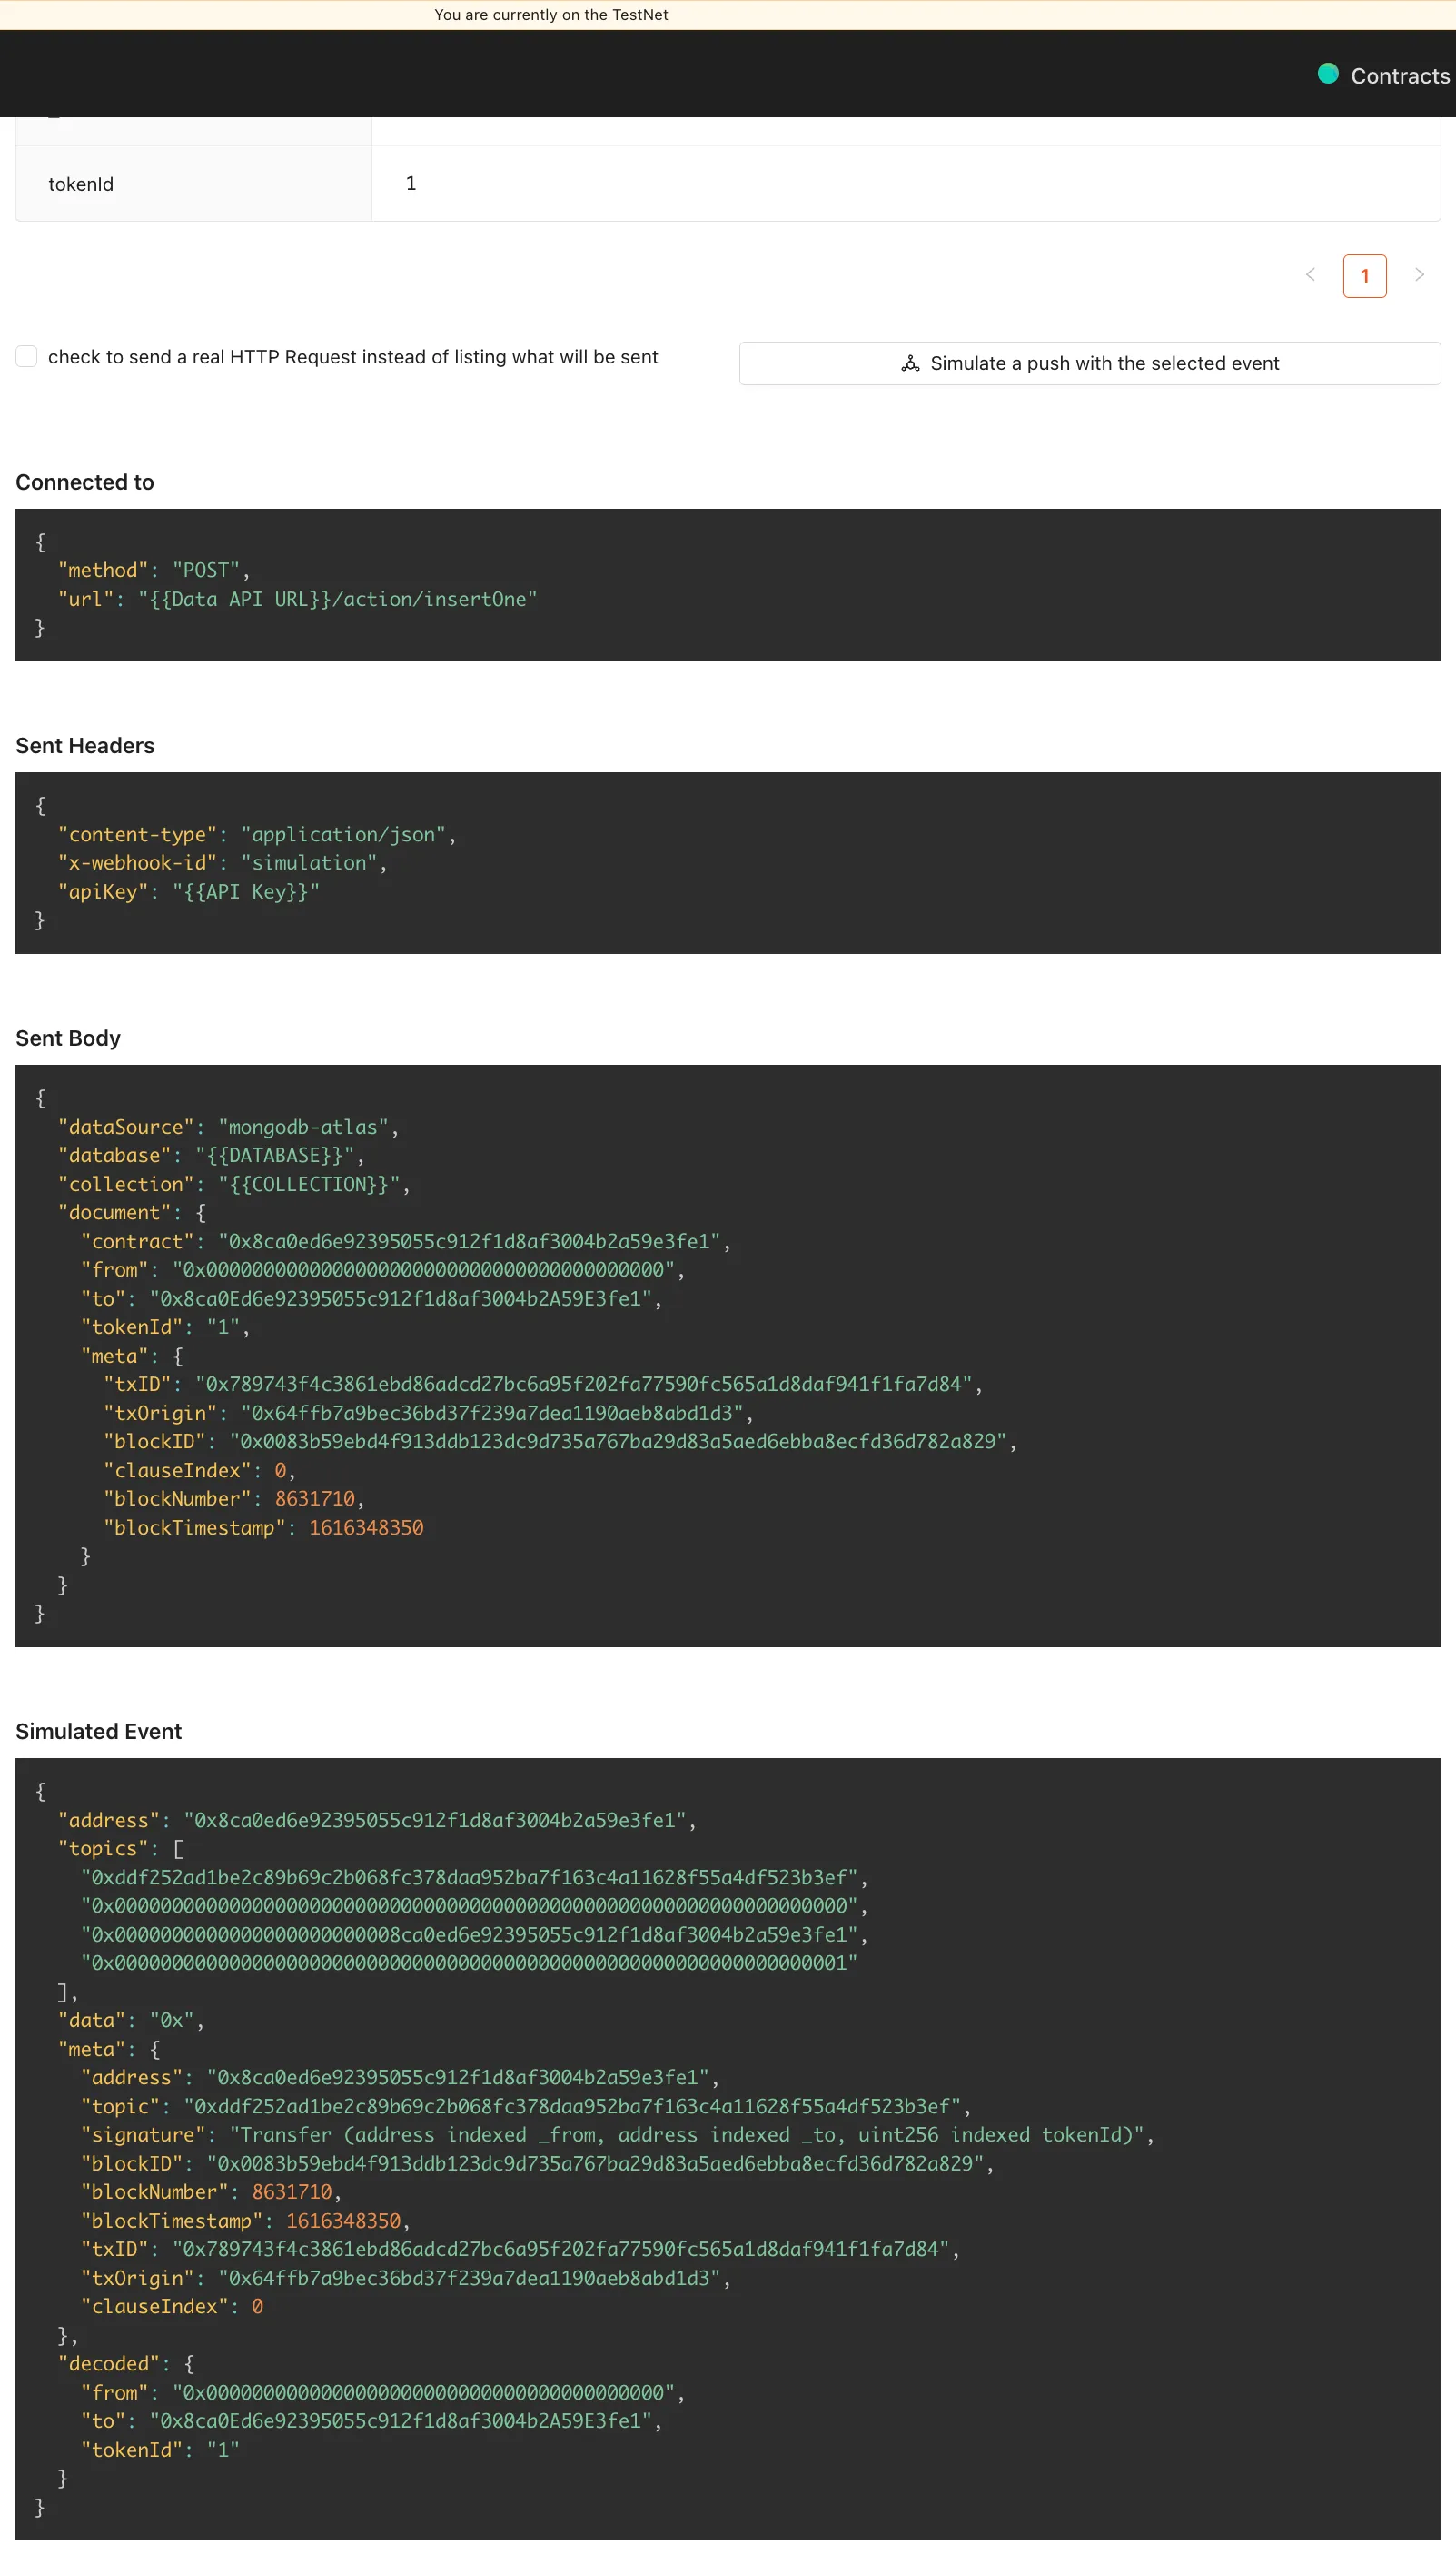 You are currently on the TestNet
Contracts
tokenId
1
1
check to send a real HTTP Request instead of listing what will be sent
Simulate a push with the selected event
Connected to
{
"method": "POST",
"url": "{{Data API URL}}/action/insertOne"
}
Sent Headers
{
"content-type": "application/json",
"x-webhook-id": "simulation",
"apiKey": "{{API Key}}"
}
Sent Body
{
"dataSource": "mongodb-atlas",
"database": "{{DATABASE}}",
"collection": "{{COLLECTION}}",
"document": {
"contract": "0x8ca0ed6e92395055c912f1d8af3004b2a59e3fe1",
"from": "0x0000000000000000000000000000000000000000",
"to": "0x8ca0Ed6e92395055c912f1d8af3004b2A59E3fe1",
"tokenId": "1",
"meta": {
"txID": "0x789743f4c3861ebd86adcd27bc6a95f202fa77590fc565a1d8daf941f1fa7d84",
"txOrigin": "0x64ffb7a9bec36bd37f239a7dea1190aeb8abd1d3",
"blockID": "0x0083b59ebd4f913ddb123dc9d735a767ba29d83a5aed6ebba8ecfd36d782a829",
"clauseIndex": 0,
"blockNumber": 8631710,
"blockTimestamp": 1616348350
}
}
}
Simulated Event
{
"address": "0x8ca0ed6e92395055c912f1d8af3004b2a59e3fe1",
"topics": [
"0xddf252ad1be2c89b69c2b068fc378daa952ba7f163c4a11628f55a4df523b3ef",
"0x0000000000000000000000000000000000000000000000000000000000000000",
"0x0000000000000000000000008ca0ed6e92395055c912f1d8af3004b2a59e3fe1",
"0x0000000000000000000000000000000000000000000000000000000000000001"
],
"data": "0x",
"meta": {
"address": "0x8ca0ed6e92395055c912f1d8af3004b2a59e3fe1",
"topic": "0xddf252ad1be2c89b69c2b068fc378daa952ba7f163c4a11628f55a4df523b3ef",
"signature": "Transfer (address indexed _from, address indexed _to, uint256 indexed tokenId)",
"blockID": "0x0083b59ebd4f913ddb123dc9d735a767ba29d83a5aed6ebba8ecfd36d782a829",
"blockNumber": 8631710,
"blockTimestamp": 1616348350,
"txID": "0x789743f4c3861ebd86adcd27bc6a95f202fa77590fc565a1d8daf941f1fa7d84",
"txOrigin": "0x64ffb7a9bec36bd37f239a7dea1190aeb8abd1d3",
"clauseIndex": 0
},
"decoded": {
"from": "0x0000000000000000000000000000000000000000",
"to": "0x8ca0Ed6e92395055c912f1d8af3004b2A59E3fe1",
"tokenId": "1"
}
}